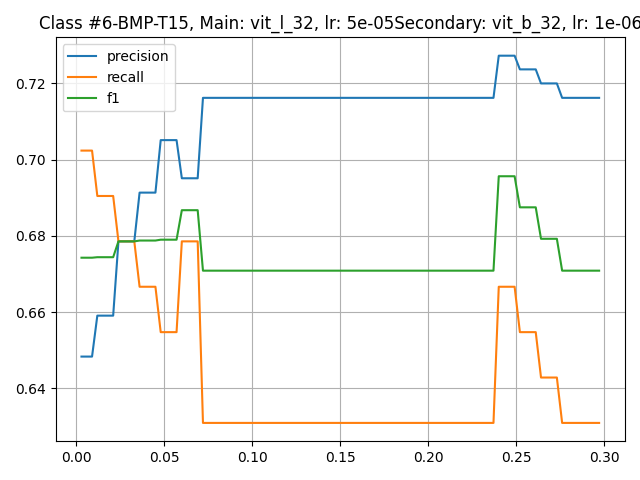 Class #6-BMP-T15, Main: vit_l_32, lr: 5e-05Secondary: vit_b_32, lr: 1e-06
precision
recall
f1
0.72
0.70
0.68
0.66
0.64
0.00 0.05 0.10 0.15 0.20 0.25 0.30